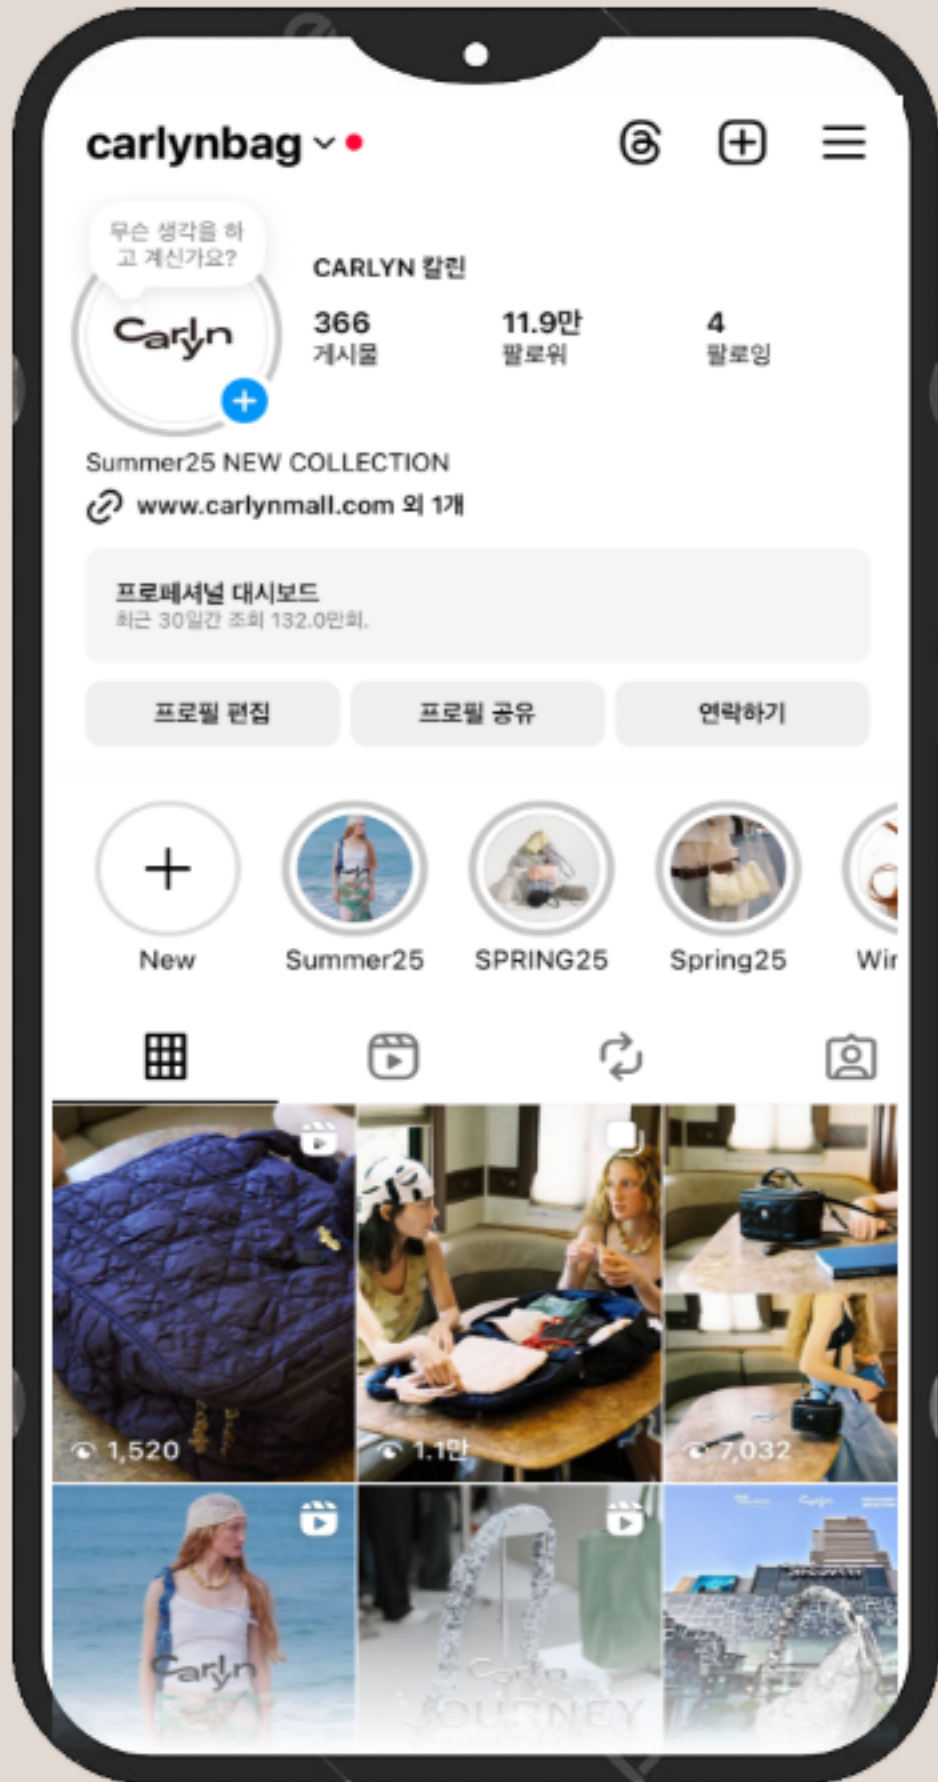 carlynbag
무슨 생각을 하
고 계신가요?
Carlyn
CARLYN 칼린
366
게시물
11.9만
팔로워
4
팔로잉
Summer25 NEW COLLECTION
www.carlynmall.com 외 1개
프로페셔널 대시보드
최근 30일간 조회 132.0만회.
프로필 편집
프로필 공유
연락하기
New
Summer25
SPRING25
Spring25
Wir
1,520
1.1만
7,032
Carlyn
Carlyn
JOURNEY